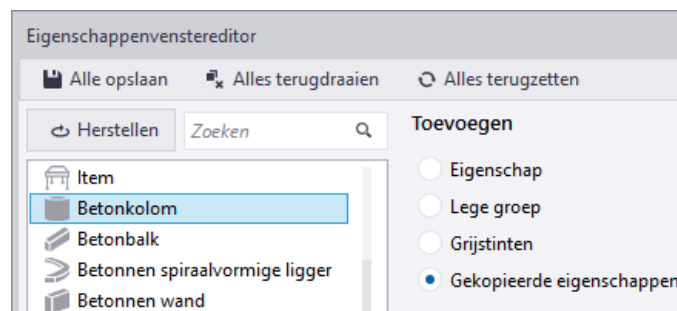 Eigenschappenvenstereditor
Alle opslaan Alles terugdraaien Alles terugzetten
Herstellen Zoeken
Toevoegen
Item
Betonkolom
Betonbalk
Betonnen spiraalvormige ligger
Betonnen wand
Eigenschap
Lege groep
Grijstinten
Gekopieerde eigenschappen